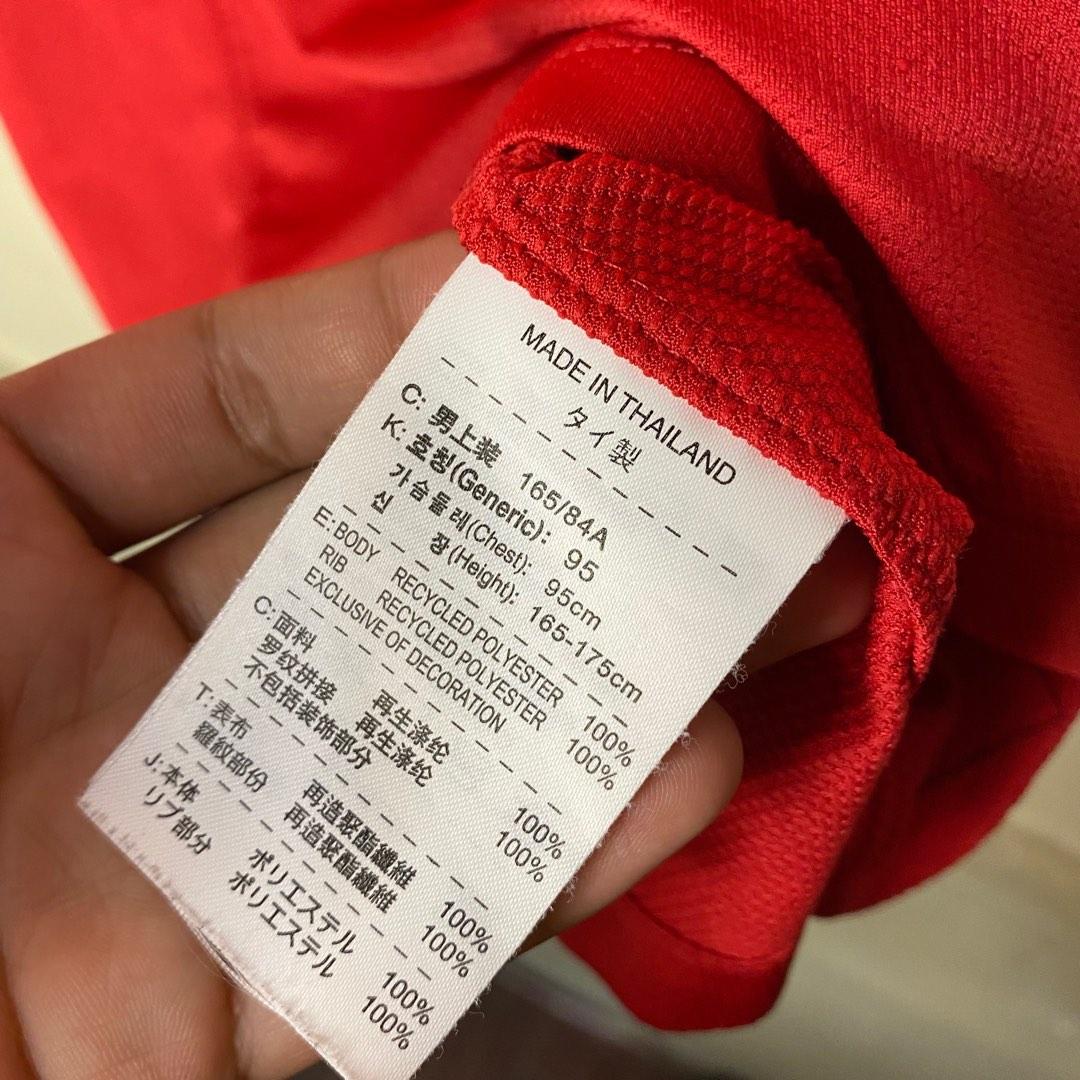 MADE IN THAILAND
タイ製
C: 男上装 165/84A
K: 호칭(Generic): 95
가슴둘레(Chest): 95cm
신 장(Height): 165-175cm
E: BODY RECYCLED POLYESTER 100%
RIB RECYCLED POLYESTER 100%
EXCLUSIVE OF DECORATION
C: 面料 再生涤纶 100%
罗纹拼接 再生涤纶 100%
不包括装饰部分
T: 表布 再造聚酯纖維 100%
羅紋部份 再造聚酯纖維 100%
J: 本体 ポリエステル 100%
リブ部分 ポリエステル 100%